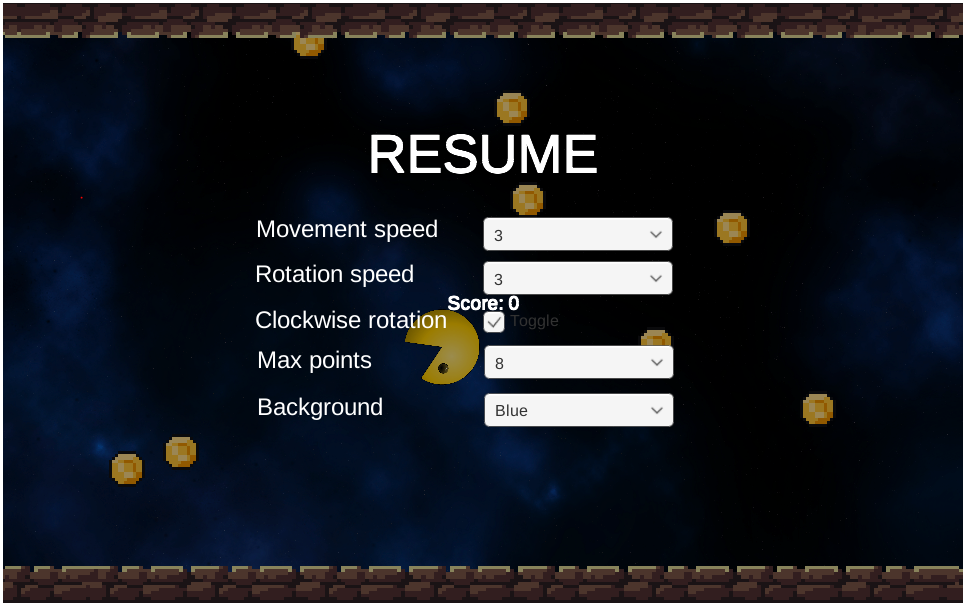 RESUME
Movement speed 3
Rotation speed 3
Score: 0
Clockwise rotation Toggle
Max points 8
Background Blue